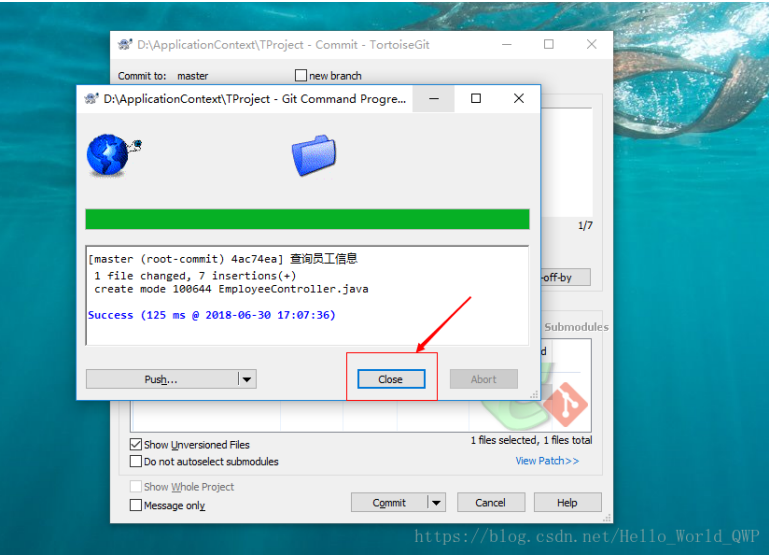 D:\ApplicationContext\TProject - Commit - TortoiseGit
Commit to: master
new branch
D:\ApplicationContext\TProject - Git Command Progre...
1/7
[master (root-commit) 4ac74ea] 查询员工信息
1 file changed, 7 insertions(+)
create mode 100644 EmployeeController.java
-off-by
Success (125 ms @ 2018-06-30 17:07:36)
Submodules
d
Push...
Close
Abort
Show Unversioned Files
1 files selected, 1 files total
Do not autoselect submodules
View Patch>>
Show Whole Project
Message only
Commit
Cancel
Help
https://blog.csdn.net/Hello_World_QWP